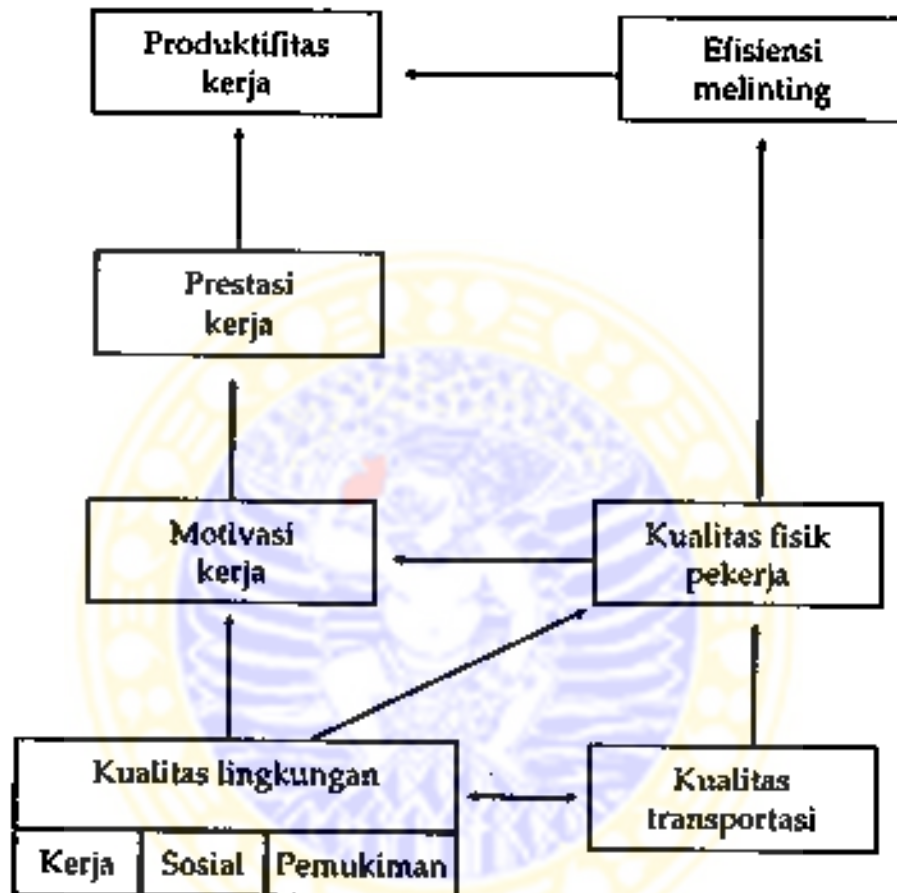 Produktifitas
kerja
Efisiensi
melinting
Prestasi
kerja
Motivasi
kerja
Kualitas fisik
pekerja
Kualitas lingkungan
Kerja
Sosial
Pemukiman
Kualitas
transportasi